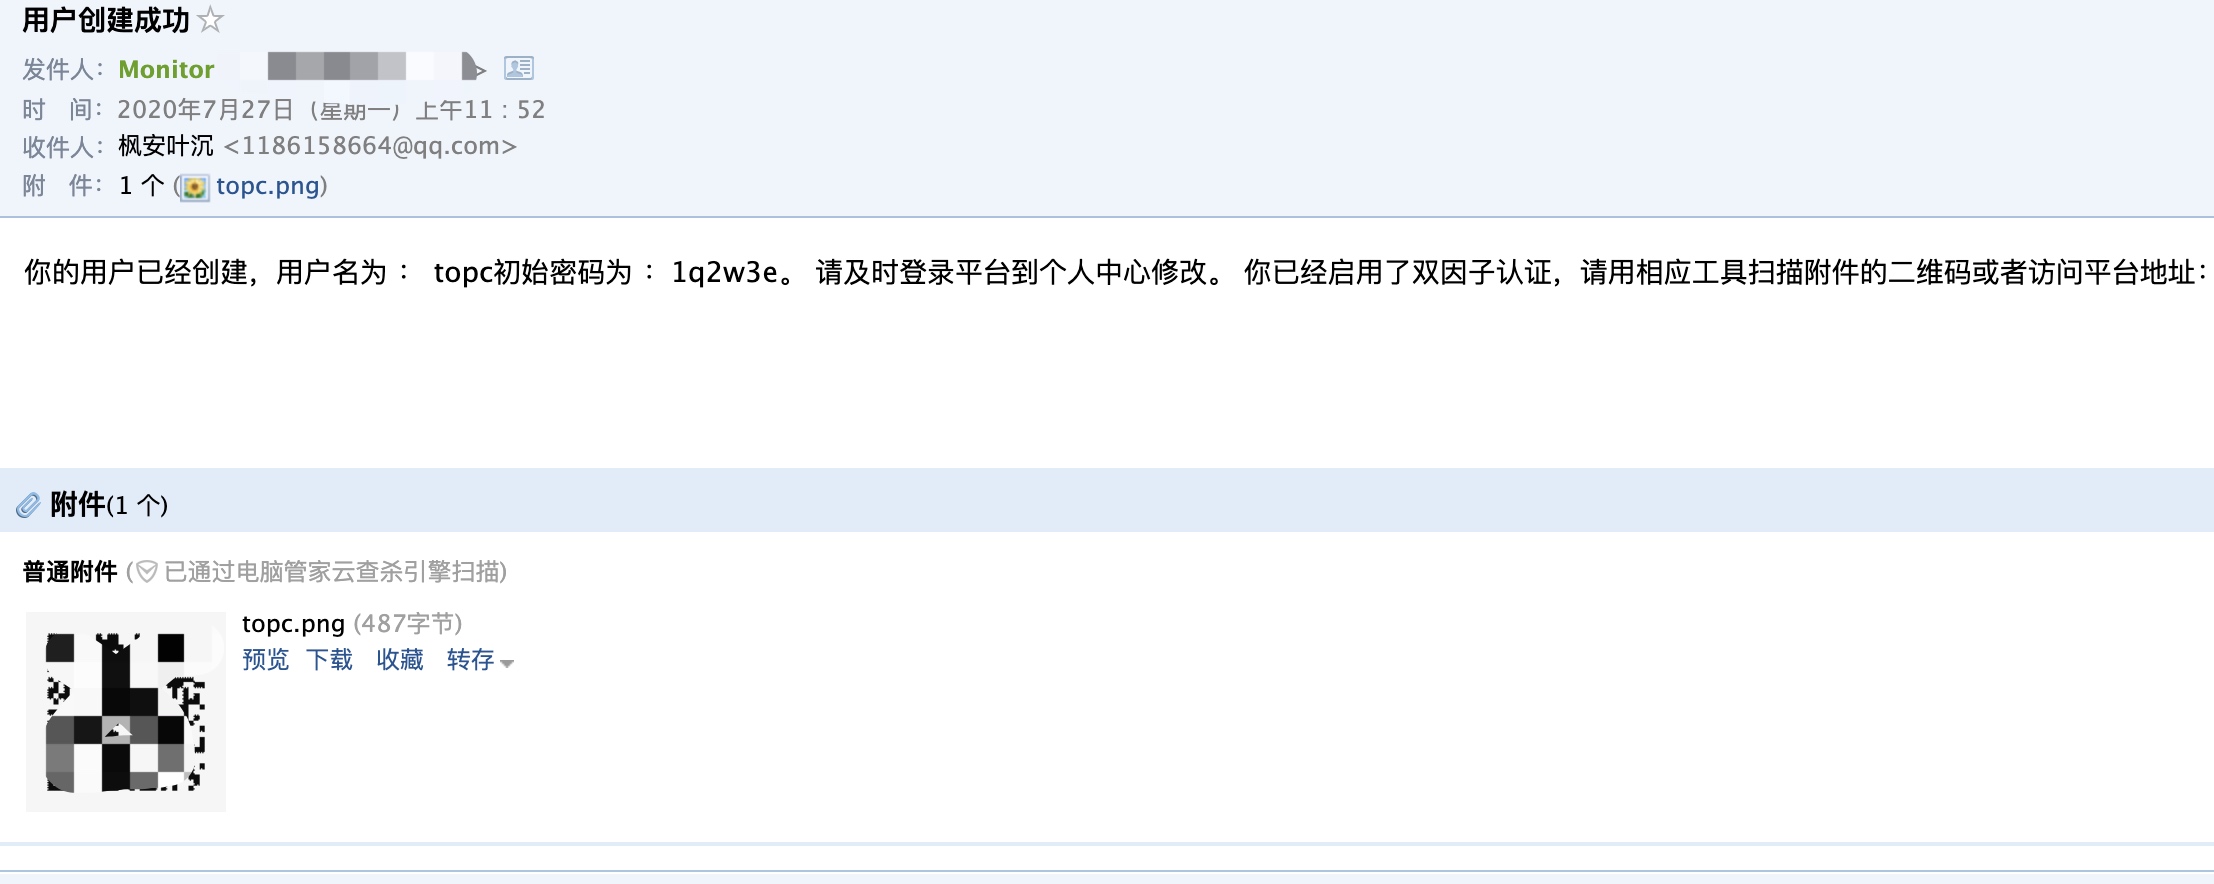 用户创建成功
发件人：Monitor
时 间：2020年7月27日（星期一）上午11：52
收件人：枫安叶沉 <1186158664@qq.com>
附 件：1 个 (topc.png)
你的用户已经创建，用户名为： topc初始密码为：1q2w3e。 请及时登录平台到个人中心修改。 你已经启用了双因子认证，请用相应工具扫描附件的二维码或者访问平台地址：
附件(1 个)
普通附件 (已通过电脑管家云查杀引擎扫描)
topc.png (487字节)
预览 下载 收藏 转存